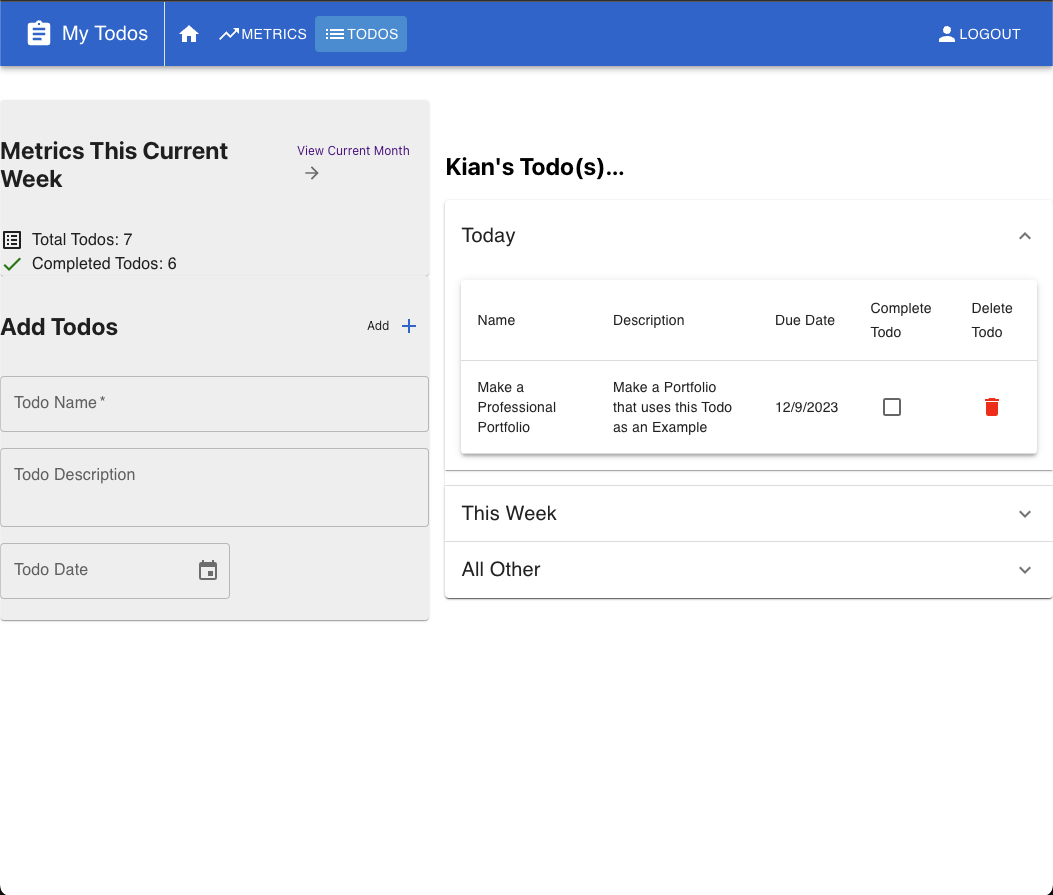 My Todos
METRICS
TODOS
LOGOUT
Metrics This Current
Week
View Current Month
Total Todos: 7
Completed Todos: 6
Add Todos
Add
Todo Name *
Todo Description
Todo Date
Kian's Todo(s)...
Today
Name
Description
Due Date
Complete
Todo
Delete
Todo
Make a
Professional
Portfolio
Make a Portfolio
that uses this Todo
as an Example
12/9/2023
This Week
All Other